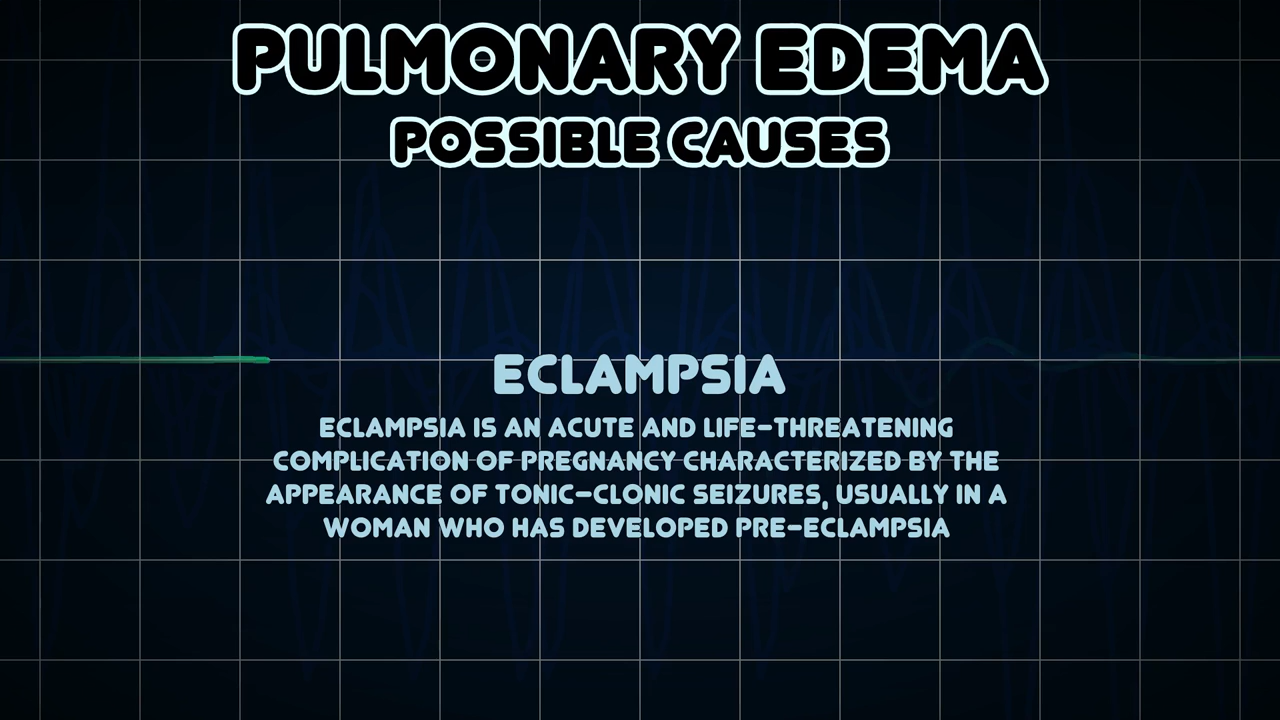 PULMONARY EDEMA
POSSIBLE CAUSES
ECLAMPSIA
ECLAMPSIA IS AN ACUTE AND LIFE-THREATENING
COMPLICATION OF PREGNANCY CHARACTERIZED BY THE
APPEARANCE OF TONIC-CLONIC SEIZURES, USUALLY IN A
WOMAN WHO HAS DEVELOPED PRE-ECLAMPSIA